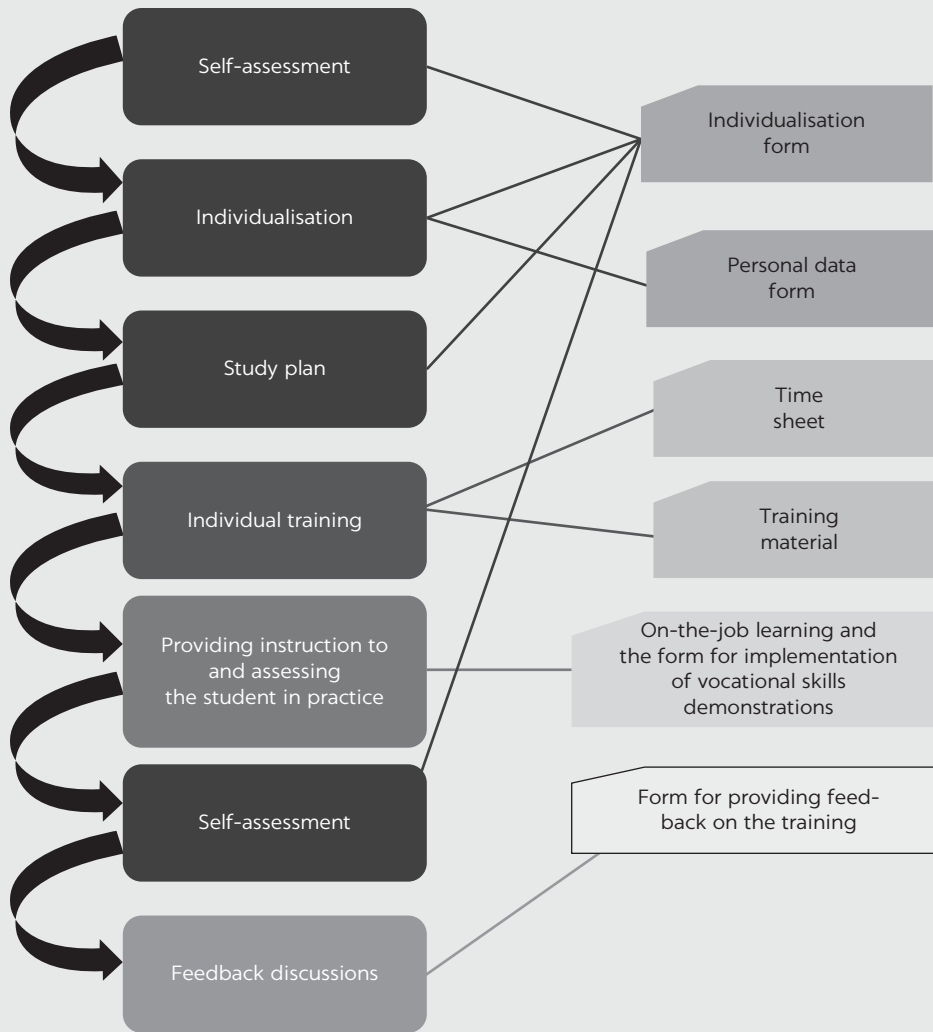 Self-assessment
Individualisation
Study plan
Individual training
Providing instruction to
and assessing
the student in practice
Self-assessment
Feedback discussions
Individualisation
form
Personal data
form
Time
sheet
Training
material
On-the-job learning and
the form for implementation
of vocational skills
demonstrations
Form for providing feed-
back on the training